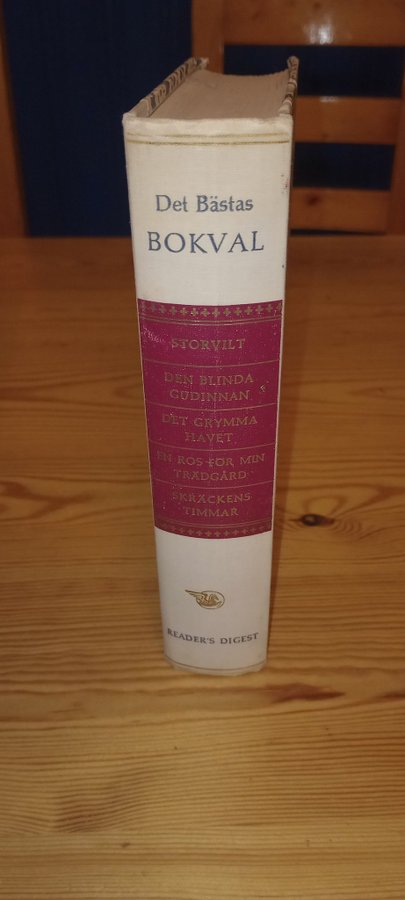 Det Bästas
BOKVAL
STORVILT
DEN BLINDA
GUDINNAN
DET GRYMMA
HAVET
EN ROS FÖR MIN
TRÄDGÅRD
SKRÄCKENS
TIMMAR
READER'S DIGEST